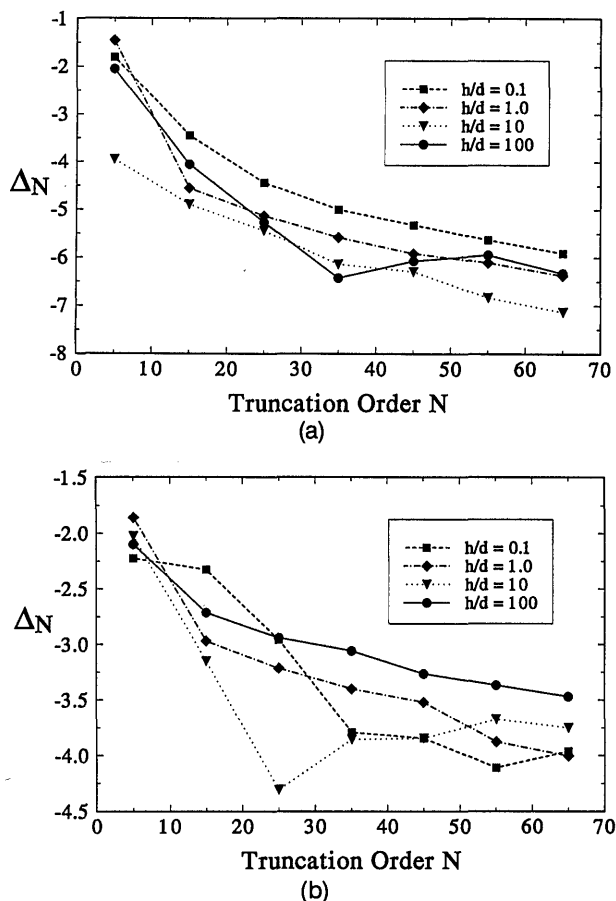 -1
-2
-3
-4
-5
-6
-7
-8
ΔN
0 10 20 30 40 50 60 70
Truncation Order N
h/d = 0.1
h/d = 1.0
h/d = 10
h/d = 100
(a)
-1.5
-2.0
-2.5
-3.0
-3.5
-4.0
-4.5
ΔN
0 10 20 30 40 50 60 70
Truncation Order N
h/d = 0.1
h/d = 1.0
h/d = 10
h/d = 100
(b)